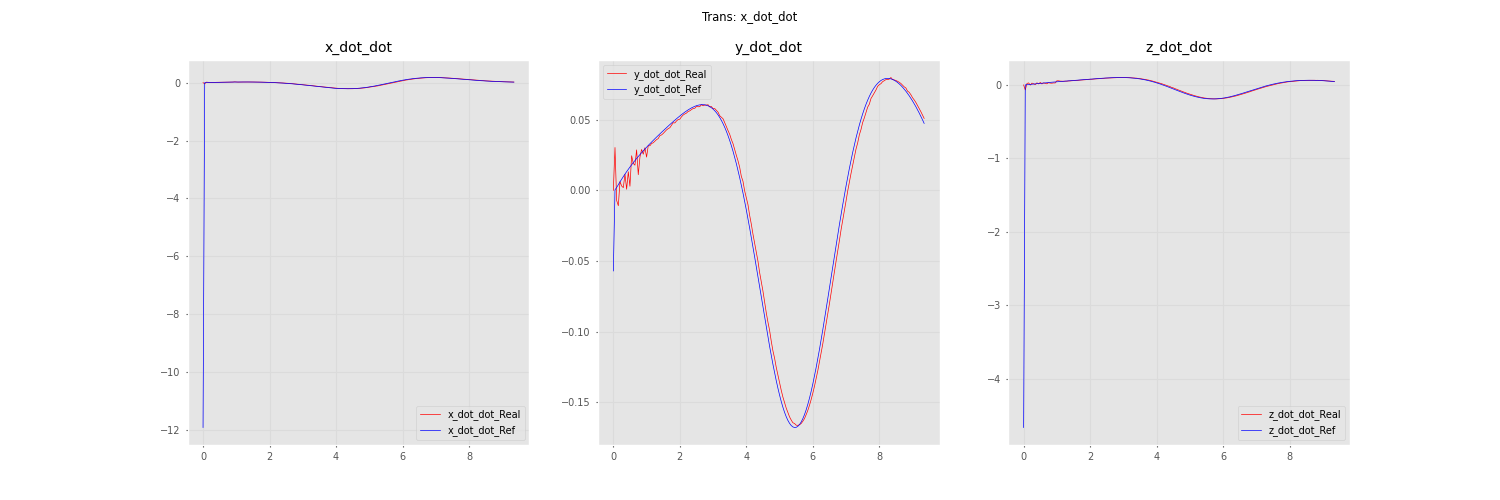 Trans: x_dot_dot
x_dot_dot
0
−2
−4
−6
−8
−10
−12
0 2 4 6 8
x_dot_dot_Real
x_dot_dot_Ref
y_dot_dot
0.05
0.00
−0.05
−0.10
−0.15
0 2 4 6 8
y_dot_dot_Real
y_dot_dot_Ref
z_dot_dot
0
−1
−2
−3
−4
0 2 4 6 8
z_dot_dot_Real
z_dot_dot_Ref